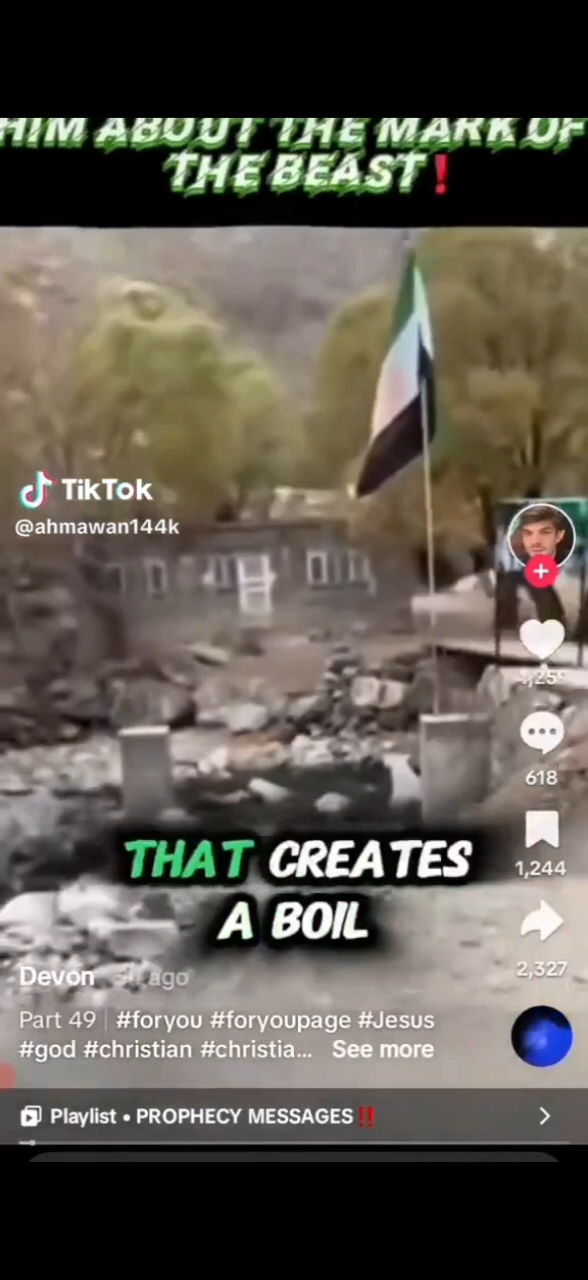 HIM ABOUT THE MARK OF
THE BEAST❗
TikTok
@ahmawan144k
618
THAT CREATES
A BOIL
1,244
Devon ago
2,327
Part 49 | #foryou #foryoupage #Jesus
#god #christian #christia... See more
Playlist • PROPHECY MESSAGES‼️